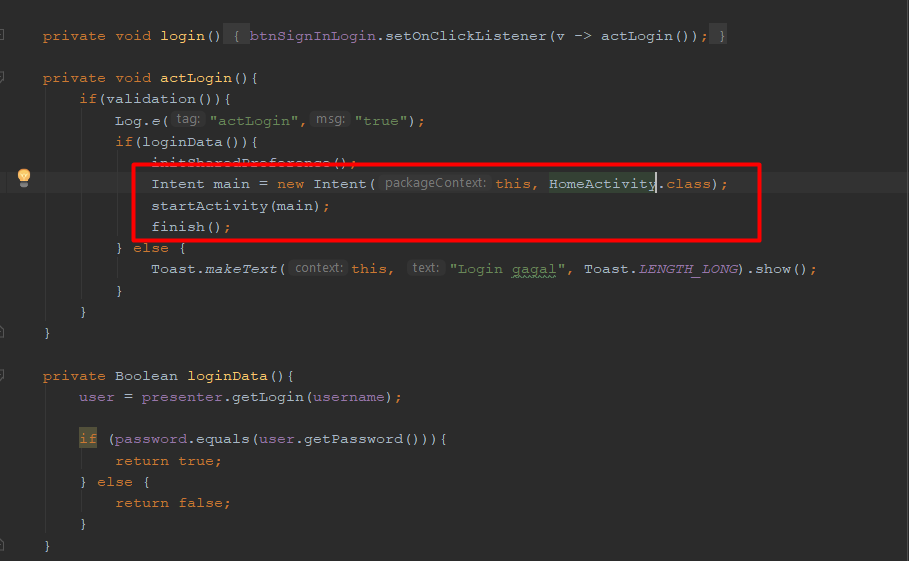 private void login() { btnSignInLogin.setOnClickListener(v -> actLogin()); }
private void actLogin(){
if(validation()){
Log.e( tag: "actLogin", msg: "true");
if(loginData()){
initSharedPreference();
Intent main = new Intent( packageContext: this, HomeActivity.class);
startActivity(main);
finish();
} else {
Toast.makeText( context: this, text: "Login gagal", Toast.LENGTH_LONG).show();
}
}
}
private Boolean loginData(){
user = presenter.getLogin(username);
if (password.equals(user.getPassword())){
return true;
} else {
return false;
}
}